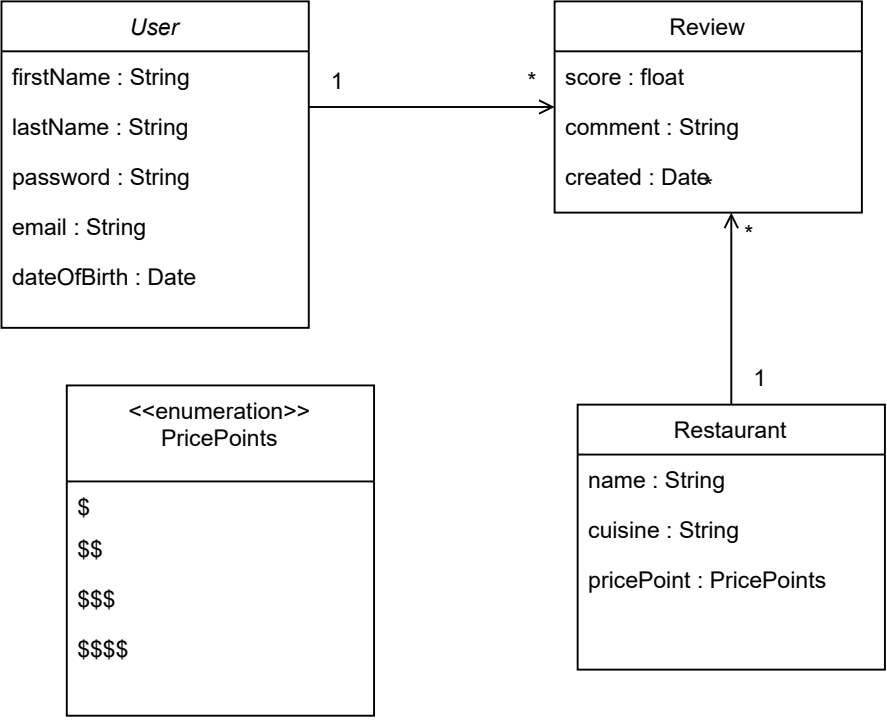 User
firstName : String
lastName : String
password : String
email : String
dateOfBirth : Date
1
*
Review
score : float
comment : String
created : Date
*
*
1
<<enumeration>>
PricePoints
$
$$
$$$
$$$$
Restaurant
name : String
cuisine : String
pricePoint : PricePoints